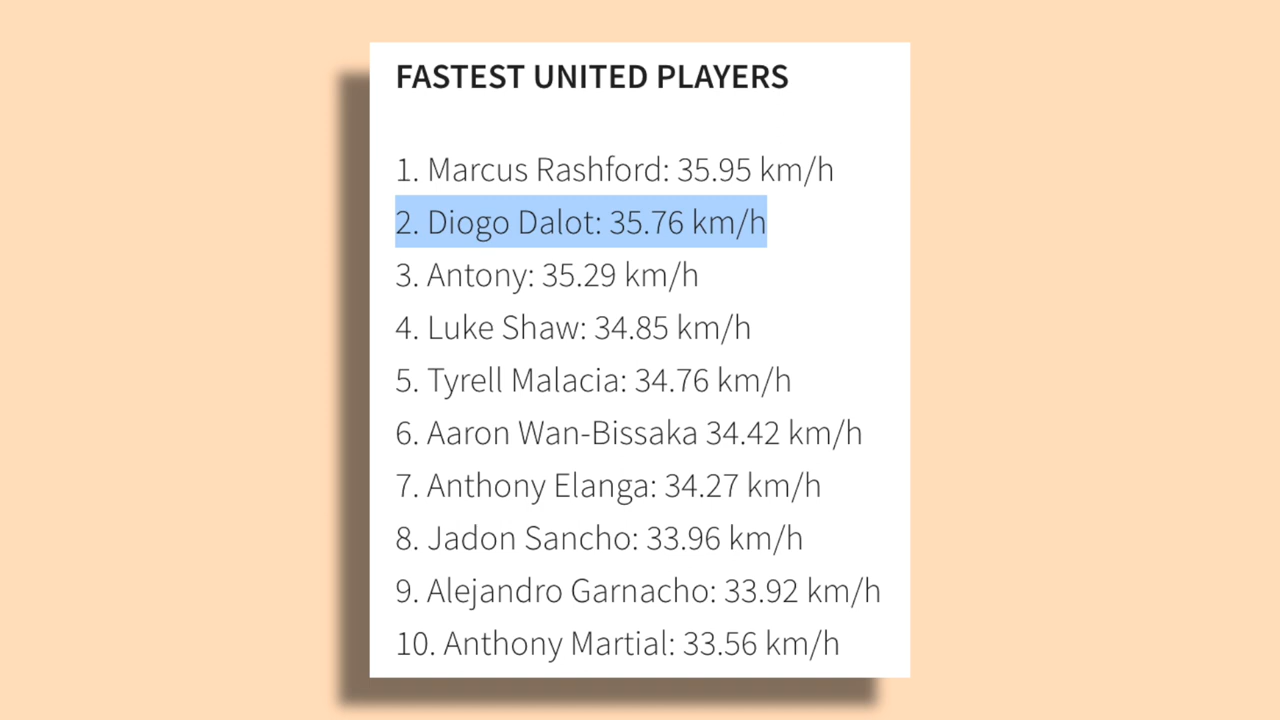 FASTEST UNITED PLAYERS
1. Marcus Rashford: 35.95 km/h
2. Diogo Dalot: 35.76 km/h
3. Antony: 35.29 km/h
4. Luke Shaw: 34.85 km/h
5. Tyrell Malacia: 34.76 km/h
6. Aaron Wan-Bissaka 34.42 km/h
7. Anthony Elanga: 34.27 km/h
8. Jadon Sancho: 33.96 km/h
9. Alejandro Garnacho: 33.92 km/h
10. Anthony Martial: 33.56 km/h